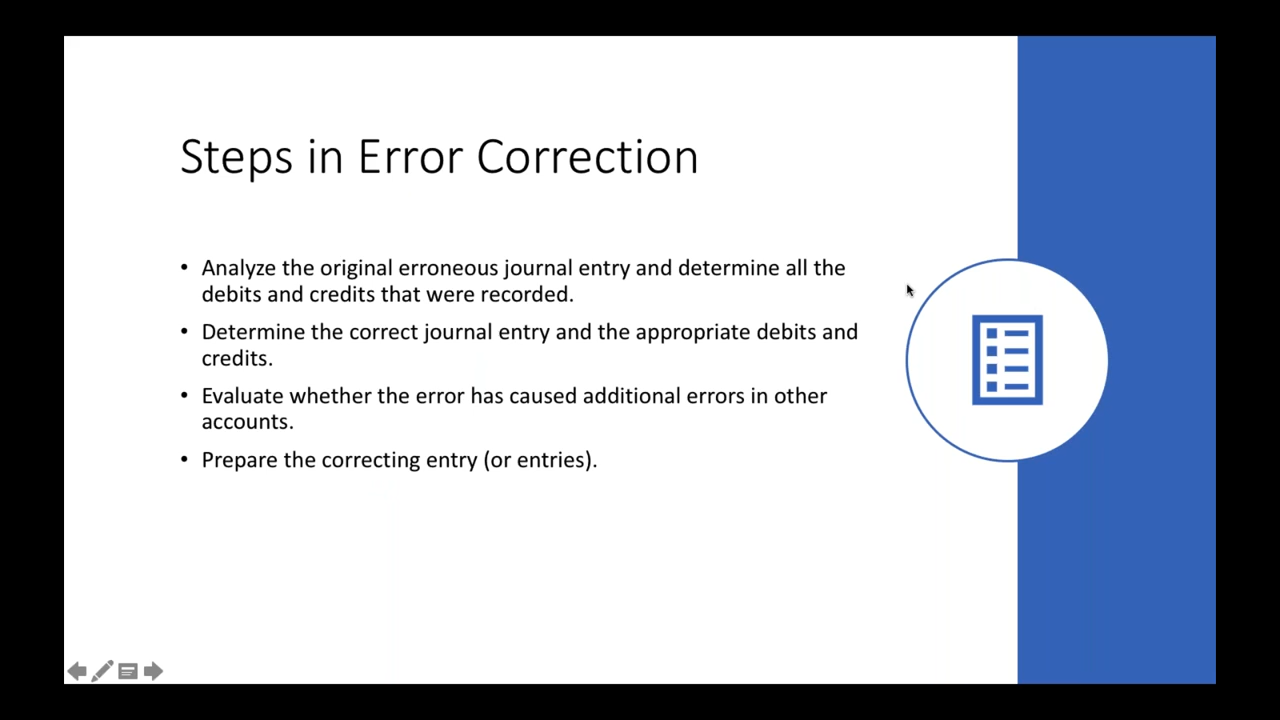 Steps in Error Correction
• Analyze the original erroneous journal entry and determine all the
debits and credits that were recorded.
• Determine the correct journal entry and the appropriate debits and
credits.
• Evaluate whether the error has caused additional errors in other
accounts.
• Prepare the correcting entry (or entries).